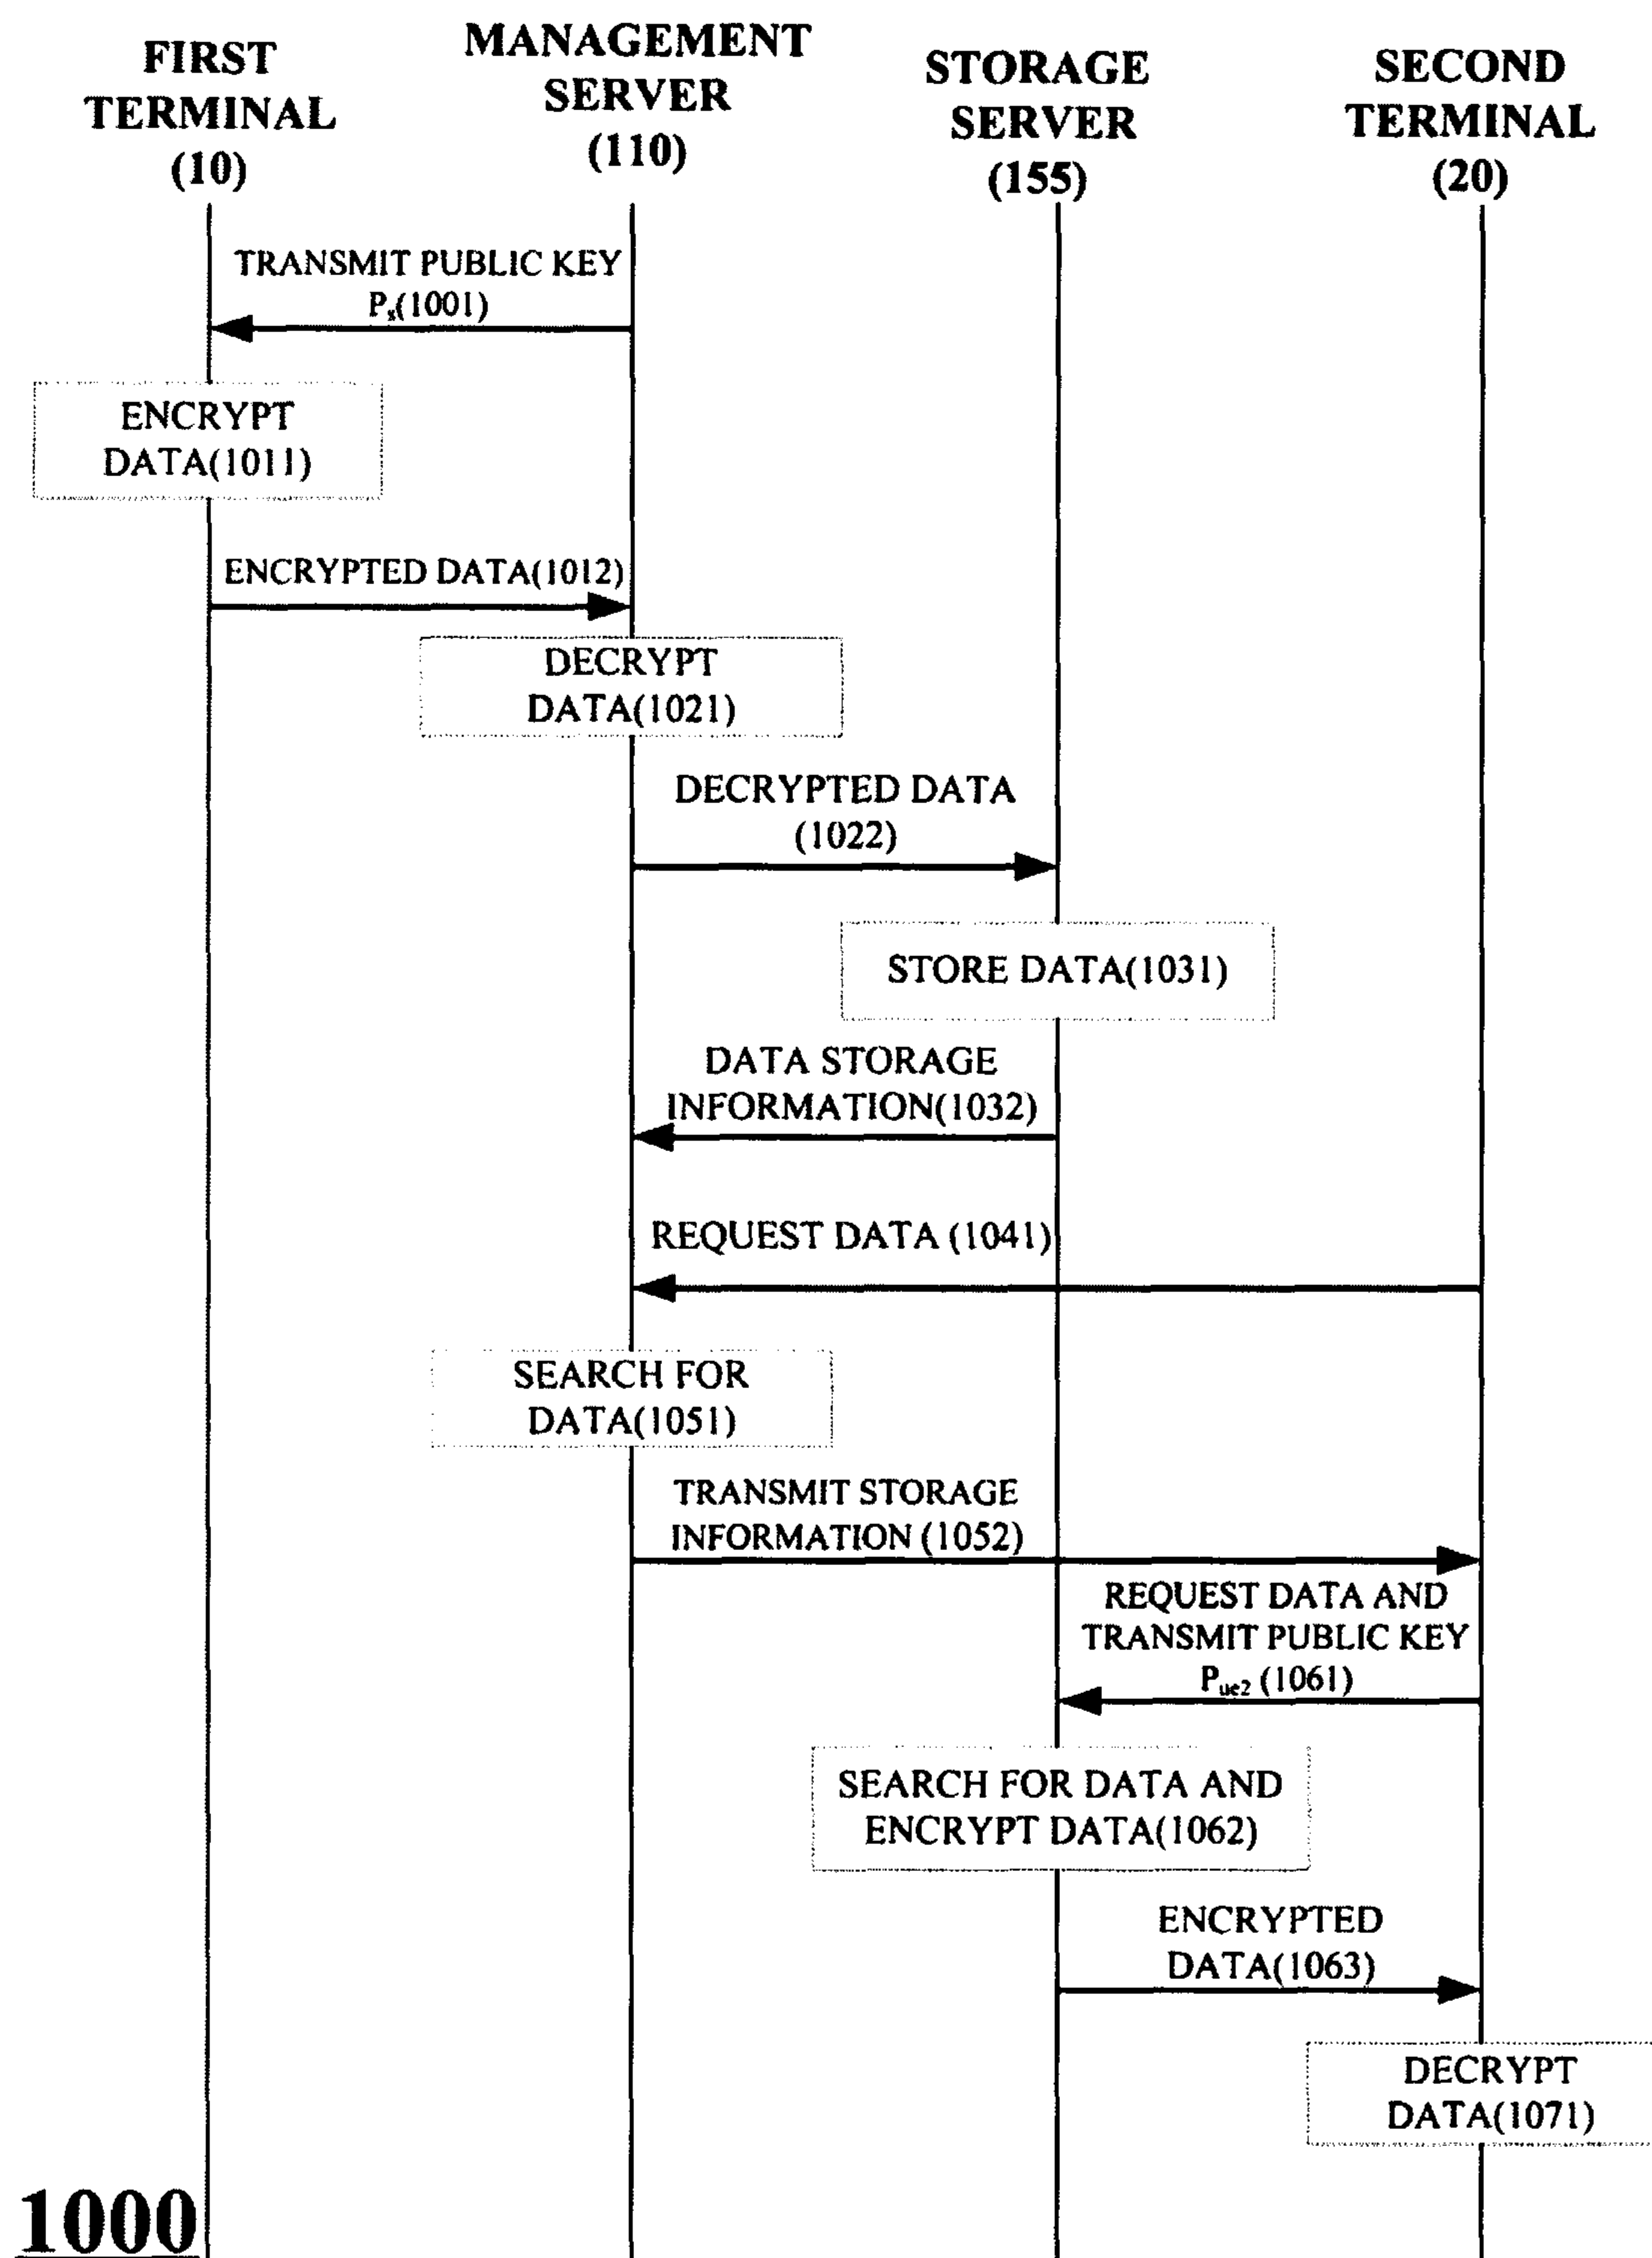 FIRST
TERMINAL
(10)
MANAGEMENT
SERVER
(110)
STORAGE
SERVER
(155)
SECOND
TERMINAL
(20)
TRANSMIT PUBLIC KEY
Ps(1001)
ENCRYPT
DATA(1011)
ENCRYPTED DATA(1012)
DECRYPT
DATA(1021)
DECRYPTED DATA
(1022)
STORE DATA(1031)
DATA STORAGE
INFORMATION(1032)
REQUEST DATA (1041)
SEARCH FOR
DATA(1051)
TRANSMIT STORAGE
INFORMATION (1052)
REQUEST DATA AND
TRANSMIT PUBLIC KEY
Pue2 (1061)
SEARCH FOR DATA AND
ENCRYPT DATA(1062)
ENCRYPTED
DATA(1063)
DECRYPT
DATA(1071)
1000